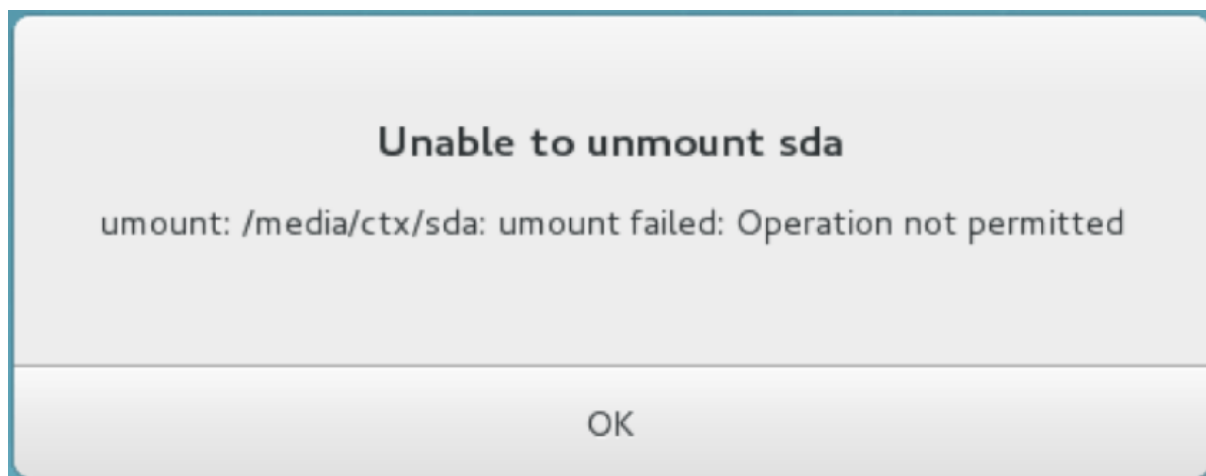 Unable to unmount sda
umount: /media/ctx/sda: umount failed: Operation not permitted
OK